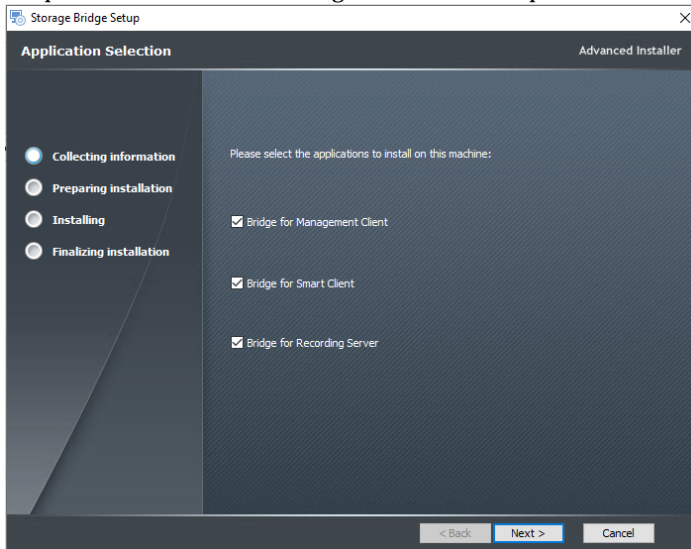 Storage Bridge Setup
Application Selection
Advanced Installer
Collecting information
Preparing installation
Installing
Finalizing installation
Please select the applications to install on this machine:
Bridge for Management Client
Bridge for Smart Client
Bridge for Recording Server
< Back
Next >
Cancel